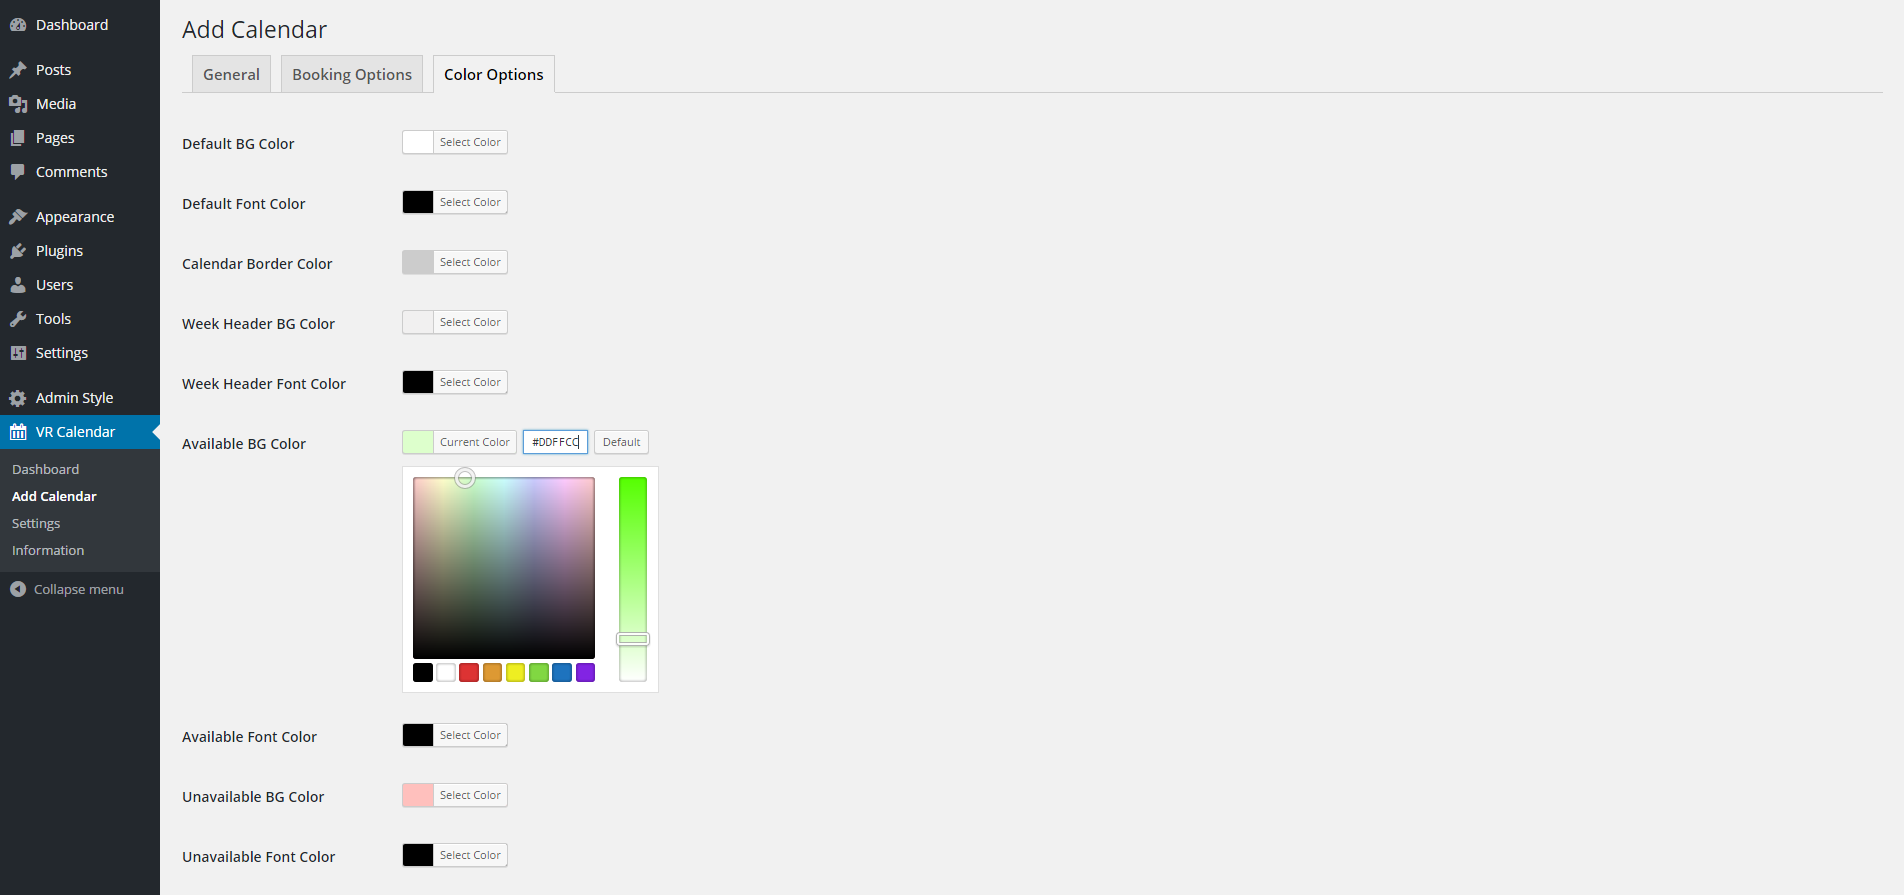 Dashboard
Posts
Media
Pages
Comments
Appearance
Plugins
Users
Tools
Settings
Admin Style
VR Calendar
Dashboard
Add Calendar
Settings
Information
Collapse menu
Add Calendar
General Booking Options Color Options
Default BG Color Select Color
Default Font Color Select Color
Calendar Border Color Select Color
Week Header BG Color Select Color
Week Header Font Color Select Color
Available BG Color Current Color #DDFFCC Default
Available Font Color Select Color
Unavailable BG Color Select Color
Unavailable Font Color Select Color